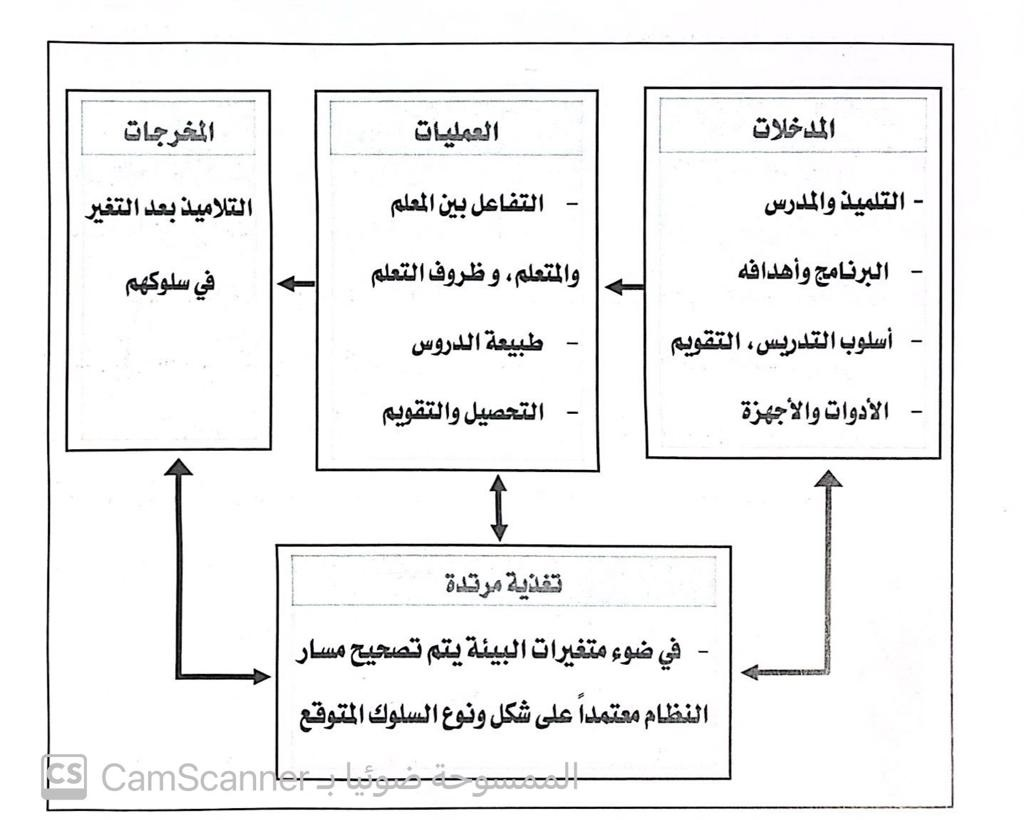 المدخلات
- التلميذ والمدرس
- البرنامج وأهدافه
- أسلوب التدريس، التقويم
- الأدوات والأجهزة
العمليات
- التفاعل بين المعلم
والمتعلم، و ظروف التعلم
- طبيعة الدروس
- التحصيل والتقويم
المخرجات
التلاميذ بعد التغير
في سلوكهم
تغذية مرتدة
- في ضوء متغيرات البيئة يتم تصحيح مسار
النظام معتمداً على شكل ونوع السلوك المتوقع
CS CamScanner الممسوحة ضوئيا بـ